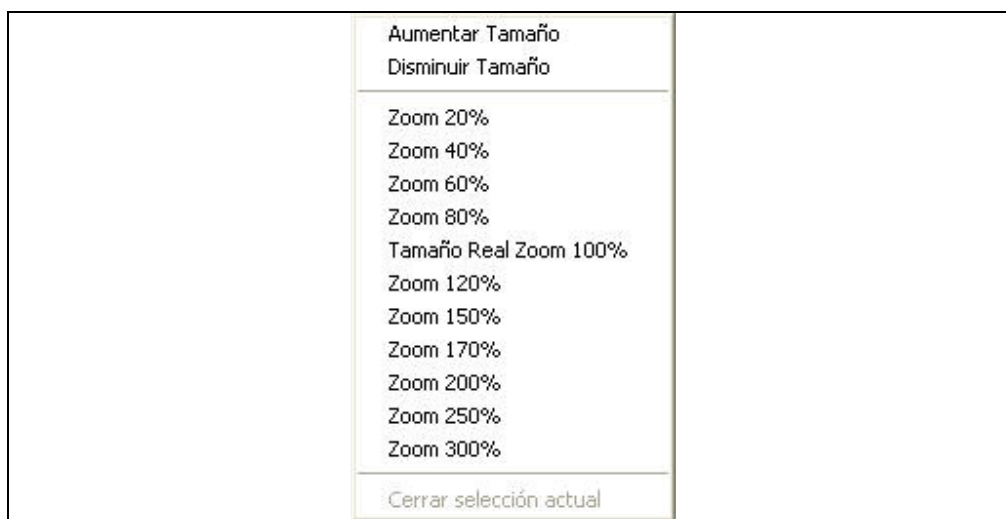 Aumentar Tamaño
Disminuir Tamaño
Zoom 20%
Zoom 40%
Zoom 60%
Zoom 80%
Tamaño Real Zoom 100%
Zoom 120%
Zoom 150%
Zoom 170%
Zoom 200%
Zoom 250%
Zoom 300%
Cerrar selección actual